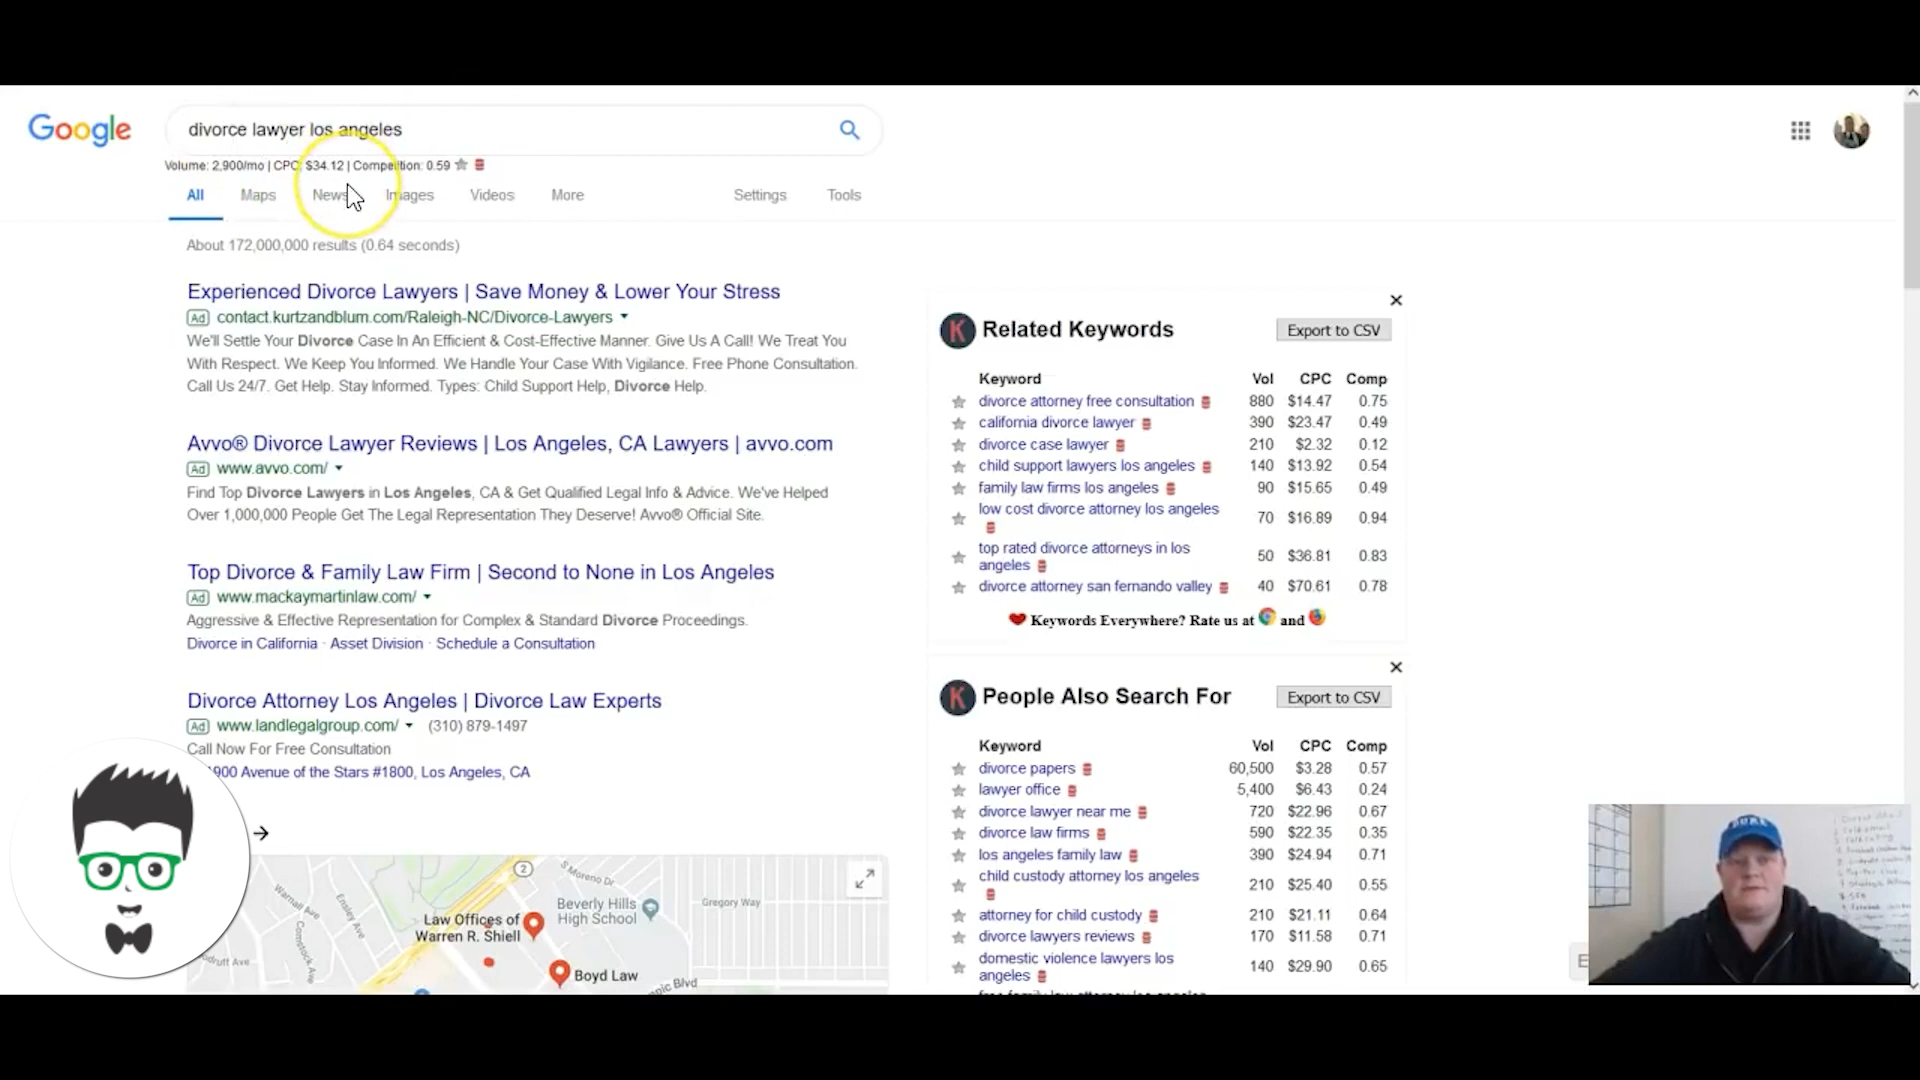 Google
divorce lawyer los angeles
Volume: 2,900/mo | CPC: $34.12 | Competition: 0.59
All Maps News Images Videos More Settings Tools
About 172,000,000 results (0.64 seconds)
Experienced Divorce Lawyers | Save Money & Lower Your Stress
Ad contact.kurtzandblum.com/Raleigh-NC/Divorce-Lawyers
We'll Settle Your Divorce Case In An Efficient & Cost-Effective Manner. Give Us A Call! We Treat You
With Respect. We Keep You Informed. We Handle Your Case With Vigilance. Free Phone Consultation.
Call Us 24/7. Get Help. Stay Informed. Types: Child Support Help, Divorce Help.
Avvo® Divorce Lawyer Reviews | Los Angeles, CA Lawyers | avvo.com
Ad www.avvo.com/
Find Top Divorce Lawyers in Los Angeles, CA & Get Qualified Legal Info & Advice. We've Helped
Over 1,000,000 People Get The Legal Representation They Deserve! Avvo® Official Site.
Top Divorce & Family Law Firm | Second to None in Los Angeles
Ad www.mackaymartinlaw.com/
Aggressive & Effective Representation for Complex & Standard Divorce Proceedings.
Divorce in California · Asset Division · Schedule a Consultation
Divorce Attorney Los Angeles | Divorce Law Experts
Ad www.landlegalgroup.com/ (310) 879-1497
Call Now For Free Consultation
1900 Avenue of the Stars #1800, Los Angeles, CA
2
S Moreno Dr
Warnall Ave
Ensley Ave
Comstock Ave
Beverly Hills
High School
Gregory Way
Law Offices of
Warren R. Shiell
Boyd Law
Blvd
K Related Keywords Export to CSV
Keyword Vol CPC Comp
divorce attorney free consultation 880 $14.47 0.75
california divorce lawyer 390 $23.47 0.49
divorce case lawyer 210 $2.32 0.12
child support lawyers los angeles 140 $13.92 0.54
family law firms los angeles 90 $15.65 0.49
low cost divorce attorney los angeles 70 $16.89 0.94
top rated divorce attorneys in los
angeles 50 $36.81 0.83
divorce attorney san fernando valley 40 $70.61 0.78
Keywords Everywhere? Rate us at and
K People Also Search For Export to CSV
Keyword Vol CPC Comp
divorce papers 60,500 $3.28 0.57
lawyer office 5,400 $6.43 0.24
divorce lawyer near me 720 $22.96 0.67
divorce law firms 590 $22.35 0.35
los angeles family law 390 $24.94 0.71
child custody attorney los angeles 210 $25.40 0.55
attorney for child custody 210 $21.11 0.64
divorce lawyers reviews 170 $11.58 0.71
domestic violence lawyers los
angeles 140 $29.90 0.65
DUKE